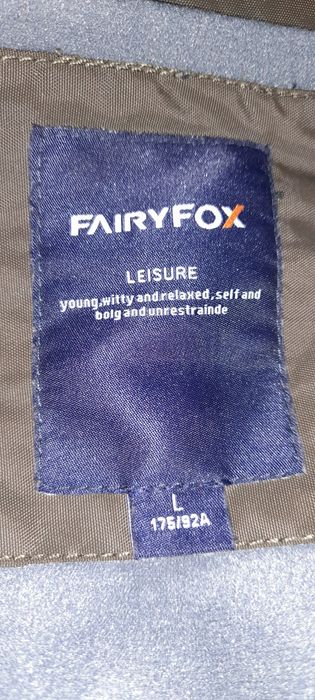 FAIRYFOX
LEISURE
young,witty and relaxed, self and
bolg and unrestrainde
L
175/92A